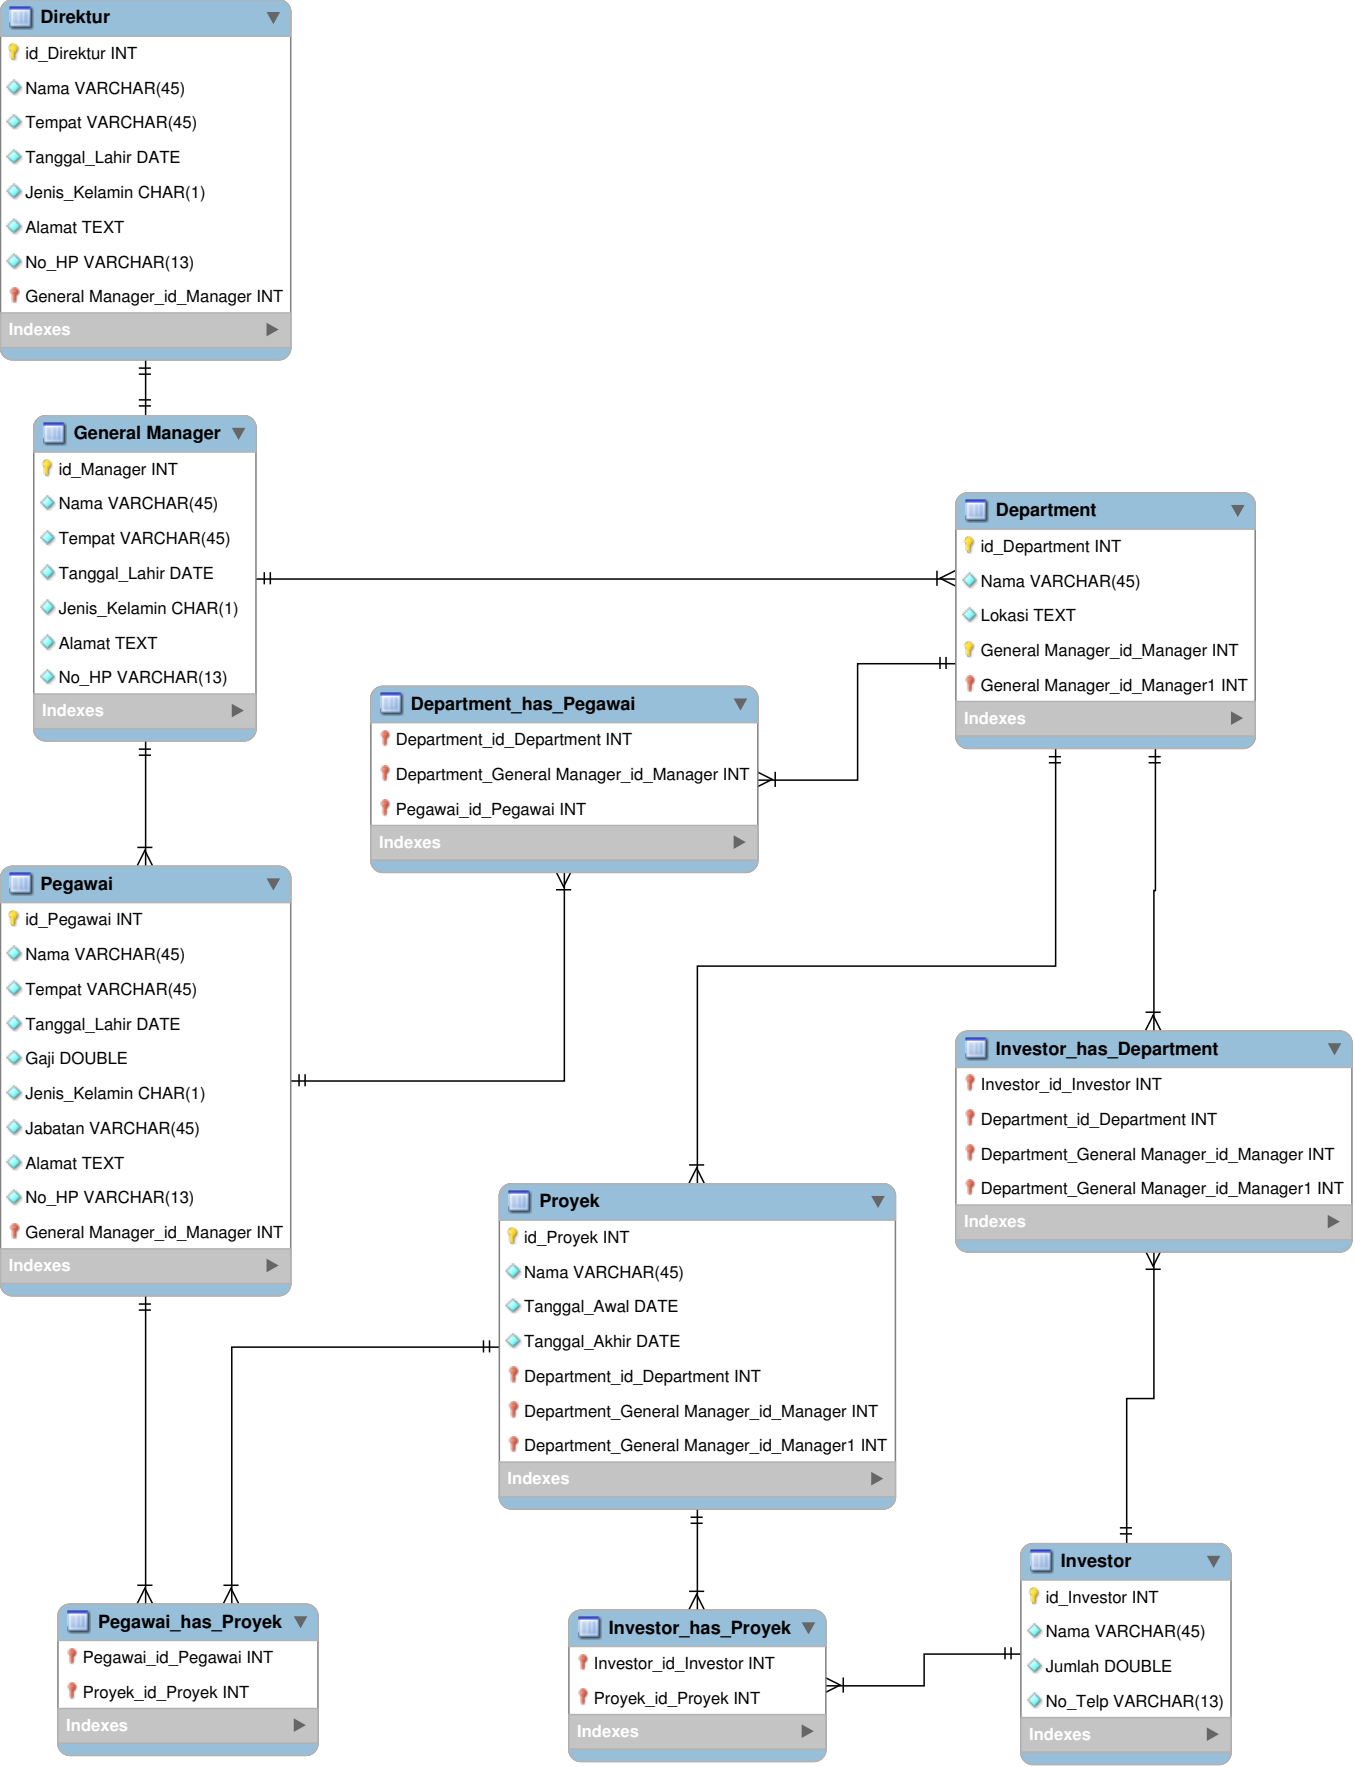 Direktur
id_Direktur INT
Nama VARCHAR(45)
Tempat VARCHAR(45)
Tanggal_Lahir DATE
Jenis_Kelamin CHAR(1)
Alamat TEXT
No_HP VARCHAR(13)
General Manager_id_Manager INT
Indexes
General Manager
id_Manager INT
Nama VARCHAR(45)
Tempat VARCHAR(45)
Tanggal_Lahir DATE
Jenis_Kelamin CHAR(1)
Alamat TEXT
No_HP VARCHAR(13)
Indexes
Department
id_Department INT
Nama VARCHAR(45)
Lokasi TEXT
General Manager_id_Manager INT
General Manager_id_Manager1 INT
Indexes
Department_has_Pegawai
Department_id_Department INT
Department_General Manager_id_Manager INT
Pegawai_id_Pegawai INT
Indexes
Pegawai
id_Pegawai INT
Nama VARCHAR(45)
Tempat VARCHAR(45)
Tanggal_Lahir DATE
Gaji DOUBLE
Jenis_Kelamin CHAR(1)
Jabatan VARCHAR(45)
Alamat TEXT
No_HP VARCHAR(13)
General Manager_id_Manager INT
Indexes
Investor_has_Department
Investor_id_Investor INT
Department_id_Department INT
Department_General Manager_id_Manager INT
Department_General Manager_id_Manager1 INT
Indexes
Proyek
id_Proyek INT
Nama VARCHAR(45)
Tanggal_Awal DATE
Tanggal_Akhir DATE
Department_id_Department INT
Department_General Manager_id_Manager INT
Department_General Manager_id_Manager1 INT
Indexes
Pegawai_has_Proyek
Pegawai_id_Pegawai INT
Proyek_id_Proyek INT
Indexes
Investor_has_Proyek
Investor_id_Investor INT
Proyek_id_Proyek INT
Indexes
Investor
id_Investor INT
Nama VARCHAR(45)
Jumlah DOUBLE
No_Telp VARCHAR(13)
Indexes